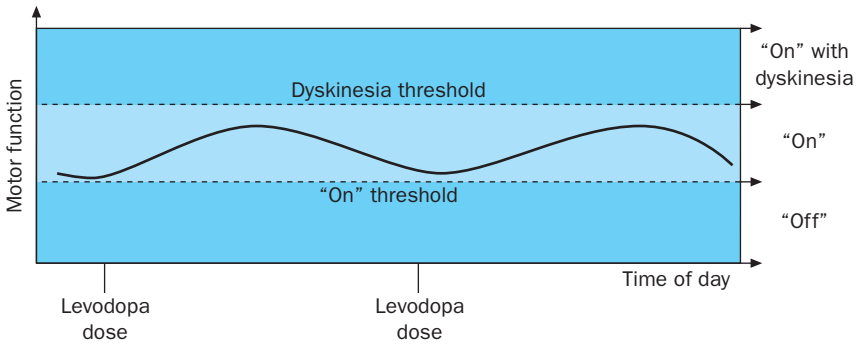 “On” with
dyskinesia
Dyskinesia threshold
Motor function
“On”
“On” threshold
“Off”
Time of day
Levodopa
dose
Levodopa
dose